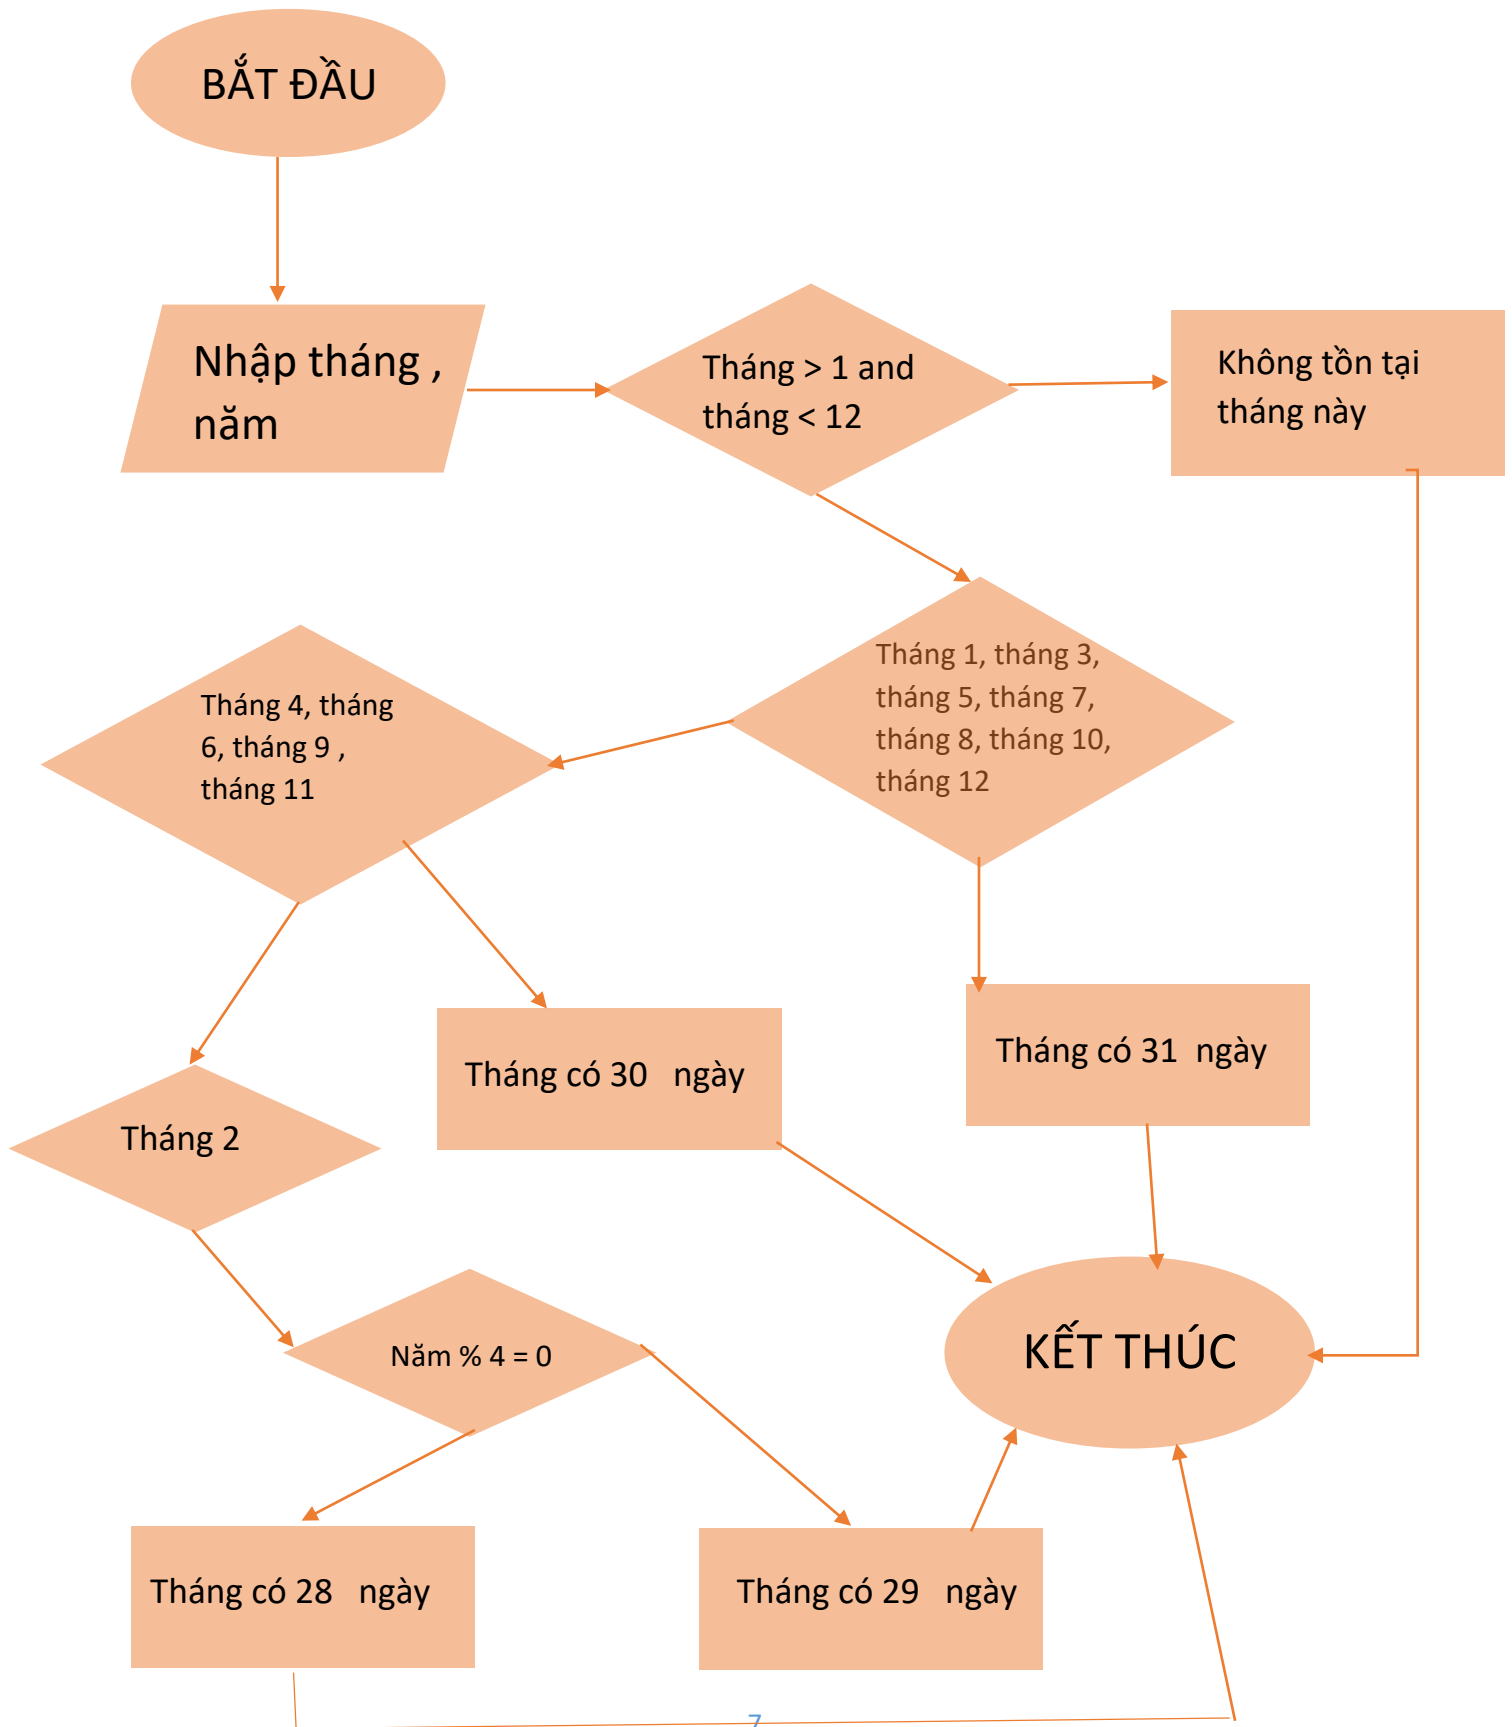 BẮT ĐẦU
Nhập tháng ,
năm
Tháng > 1 and
tháng < 12
Không tồn tại
tháng này
Tháng 1, tháng 3,
tháng 5, tháng 7,
tháng 8, tháng 10,
tháng 12
Tháng 4, tháng
6, tháng 9 ,
tháng 11
Tháng có 31 ngày
Tháng có 30 ngày
Tháng 2
Năm % 4 = 0
KẾT THÚC
Tháng có 28 ngày
Tháng có 29 ngày
7